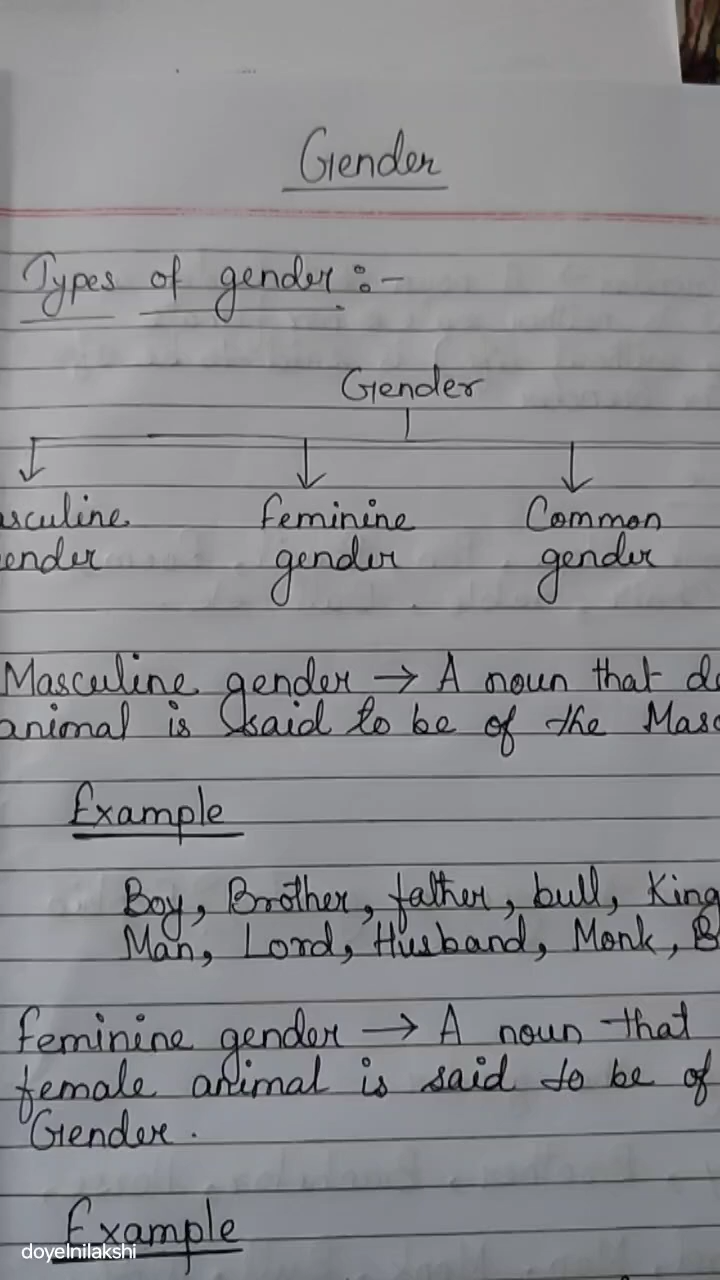 Gender
Types of gender :-
Gender
asculine feminine Common
ender gender gender
Masculine gender → A noun that d
animal is said to be of the Masc
Example
Boy, Brother, father, bull, King
Man, Lord, Husband, Monk, B
feminine gender → A noun that
female animal is said to be of
Gender.
Example
doyelnilakshi